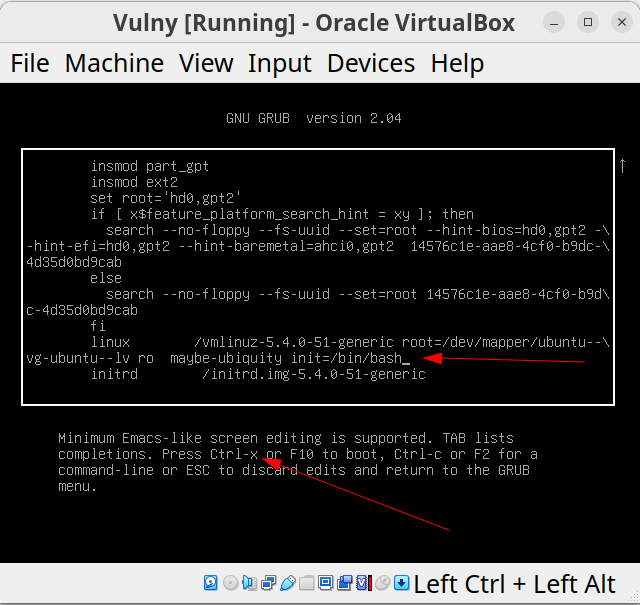 Vulny [Running] - Oracle VirtualBox
File Machine View Input Devices Help
GNU GRUB version 2.04
insmod part_gpt
insmod ext2
set root='hd0,gpt2'
if [ x$feature_platform_search_hint = xy ]; then
search --no-floppy --fs-uuid --set=root --hint-bios=hd0,gpt2 -\
-hint-efi=hd0,gpt2 --hint-baremetal=ahci0,gpt2 14576c1e-aae8-4cf0-b9dc-\
4d35d0bd9cab
else
search --no-floppy --fs-uuid --set=root 14576c1e-aae8-4cf0-b9d\
c-4d35d0bd9cab
fi
linux /vmlinuz-5.4.0-51-generic root=/dev/mapper/ubuntu--\
vg-ubuntu--lv ro maybe-ubiquity init=/bin/bash_
initrd /initrd.img-5.4.0-51-generic
Minimum Emacs-like screen editing is supported. TAB lists
completions. Press Ctrl-x or F10 to boot, Ctrl-c or F2 for a
command-line or ESC to discard edits and return to the GRUB
menu.
Left Ctrl + Left Alt